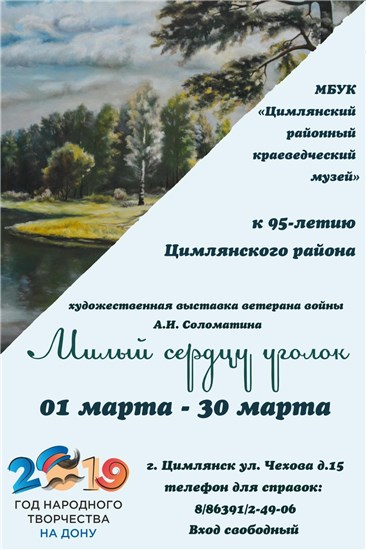 МБУК
«Цимлянский
районный
краеведческий
музей»
к 95-летию
Цимлянского района
художественная выставка ветерана войны
А.Н. Соломатина
Милый сердцу уголок
01 марта - 30 марта
2019
ГОД НАРОДНОГО
ТВОРЧЕСТВА
НА ДОНУ
г. Цимлянск ул. Чехова д.15
телефон для справок:
8/86391/2-49-06
Вход свободный